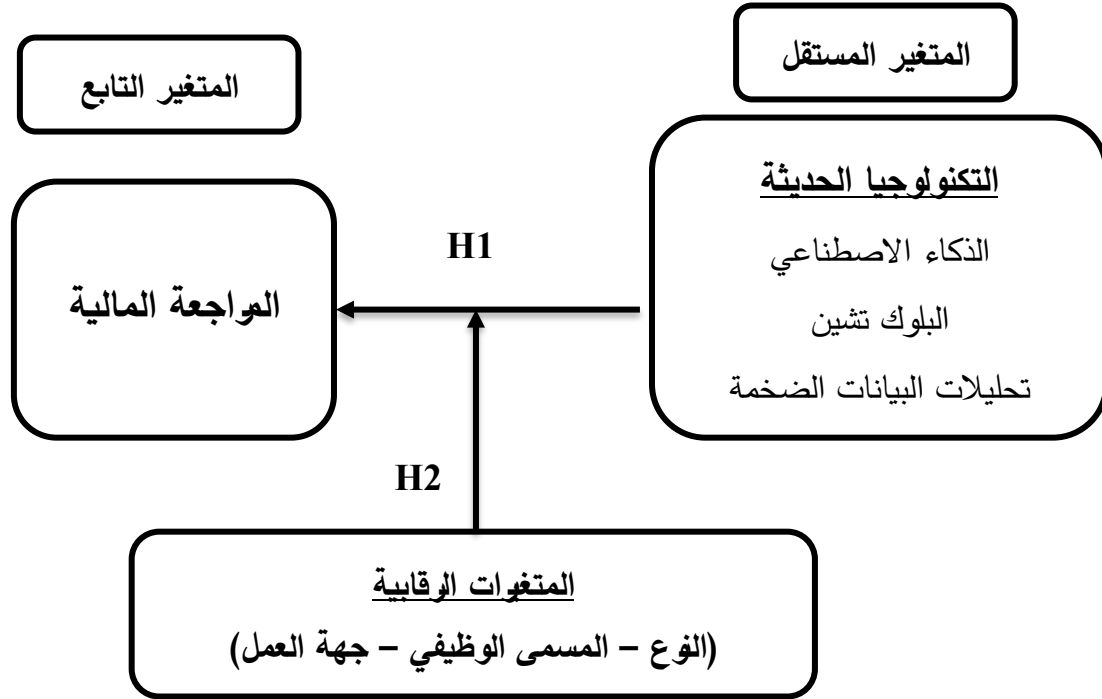 المتغير المستقل
المتغير التابع
التكنولوجيا الحديثة
الذكاء الاصطناعي
البلوك تشين
تحليلات البيانات الضخمة
H1
المراجعة المالية
H2
المتغيرات الرقابية
(النوع – المسمى الوظيفي – جهة العمل)